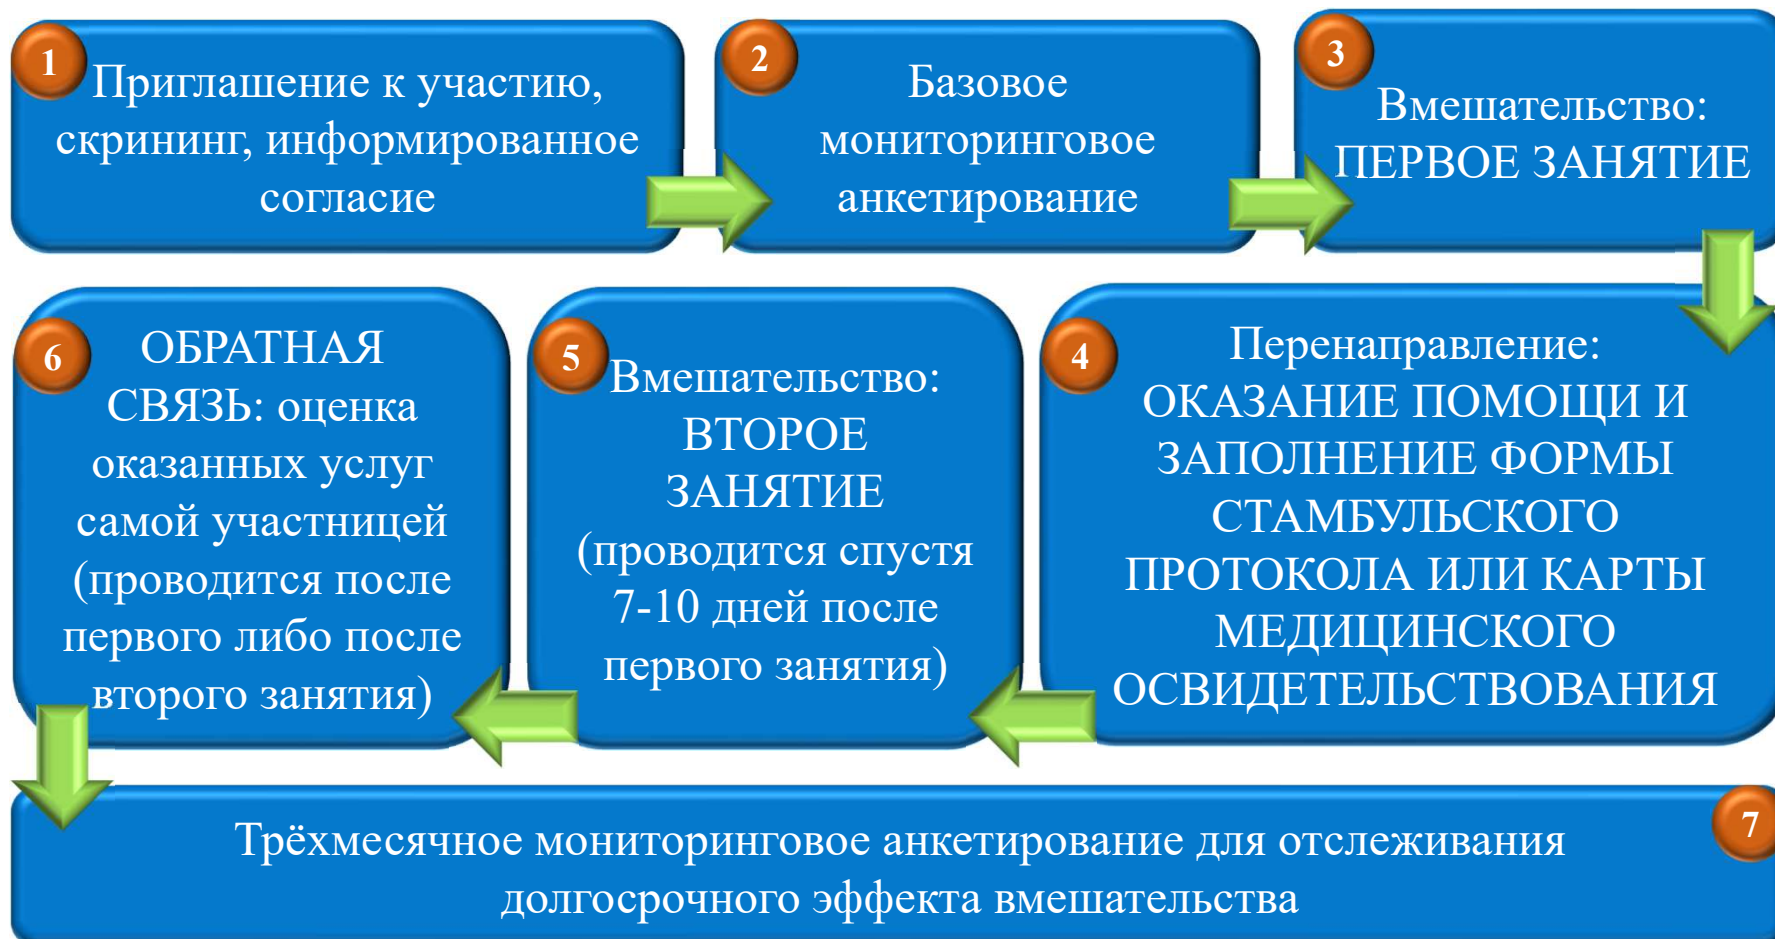 1
Приглашение к участию,
скрининг, информированное
согласие
2
Базовое
мониторинговое
анкетирование
3
Вмешательство:
ПЕРВОЕ ЗАНЯТИЕ
4
Перенаправление:
ОКАЗАНИЕ ПОМОЩИ И
ЗАПОЛНЕНИЕ ФОРМЫ
СТАМБУЛЬСКОГО
ПРОТОКОЛА ИЛИ КАРТЫ
МЕДИЦИНСКОГО
ОСВИДЕТЕЛЬСТВОВАНИЯ
5
Вмешательство:
ВТОРОЕ
ЗАНЯТИЕ
(проводится спустя
7-10 дней после
первого занятия)
6
ОБРАТНАЯ
СВЯЗЬ: оценка
оказанных услуг
самой участницей
(проводится после
первого либо после
второго занятия)
7
Трёхмесячное мониторинговое анкетирование для отслеживания
долгосрочного эффекта вмешательства